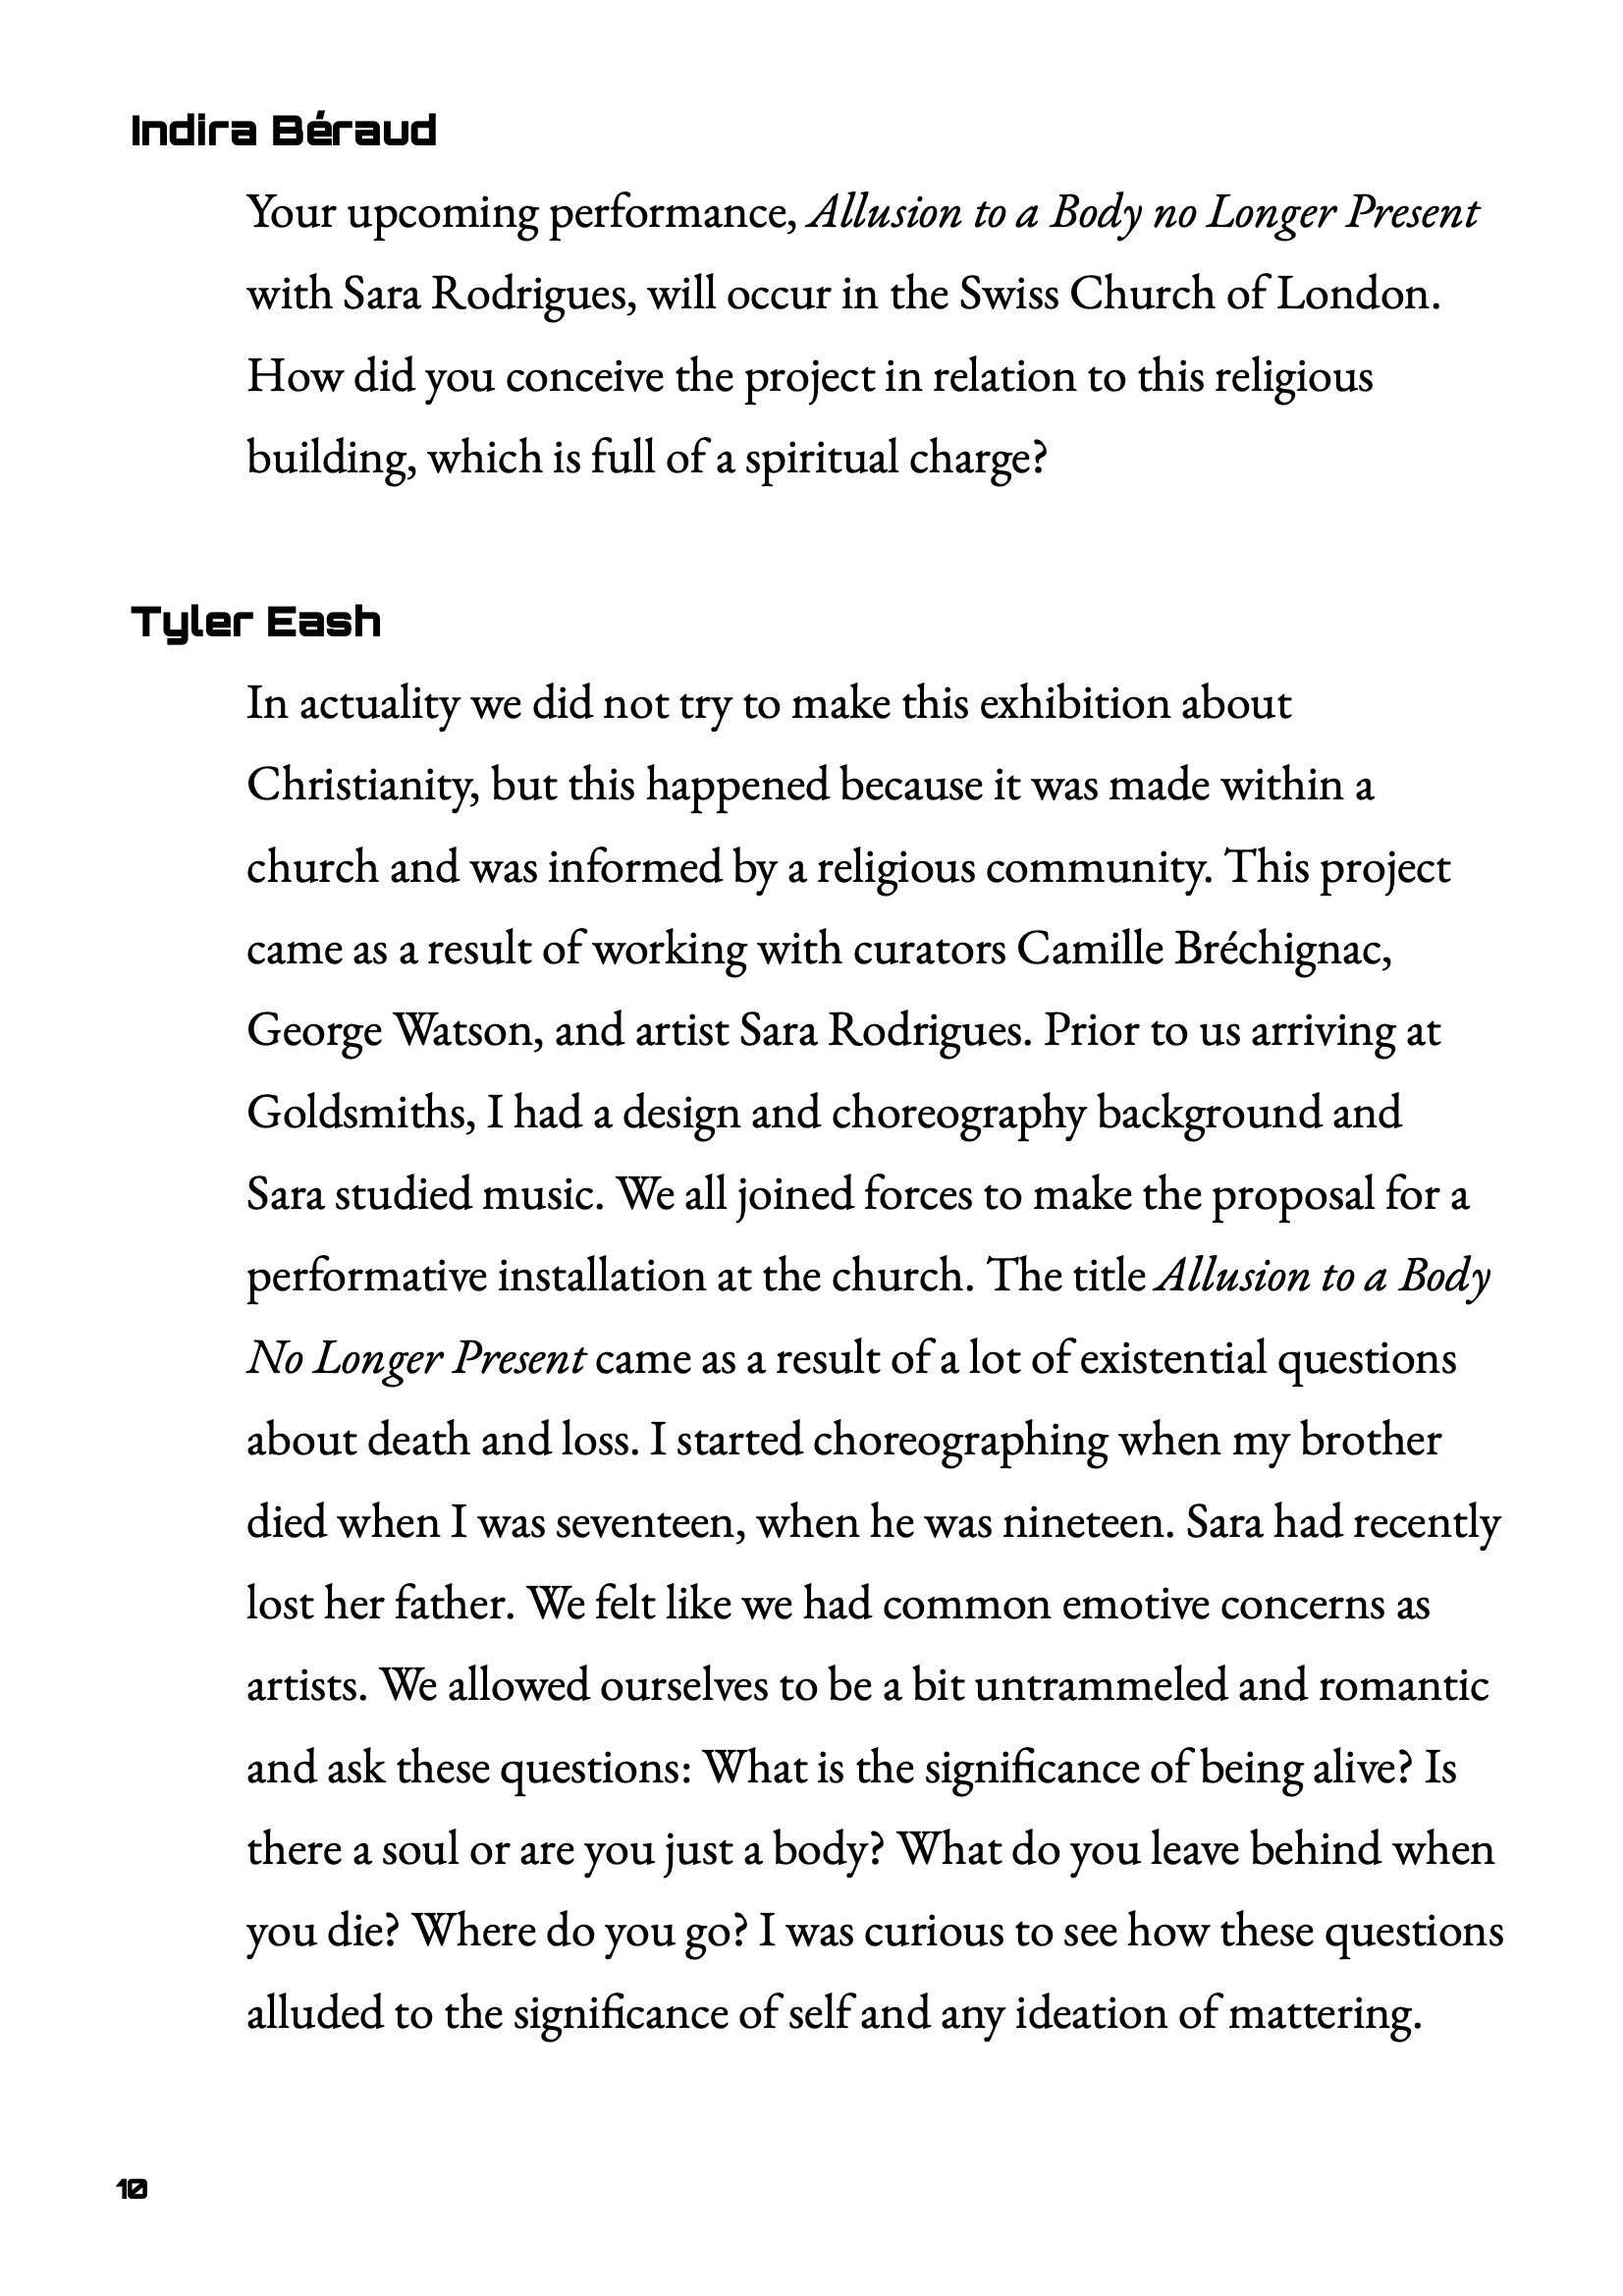 Indira Béraud
Your upcoming performance, Allusion to a Body no Longer Present
with Sara Rodrigues, will occur in the Swiss Church of London.
How did you conceive the project in relation to this religious
building, which is full of a spiritual charge?
Tyler Eash
In actuality we did not try to make this exhibition about
Christianity, but this happened because it was made within a
church and was informed by a religious community. This project
came as a result of working with curators Camille Bréchignac,
George Watson, and artist Sara Rodrigues. Prior to us arriving at
Goldsmiths, I had a design and choreography background and
Sara studied music. We all joined forces to make the proposal for a
performative installation at the church. The title Allusion to a Body
No Longer Present came as a result of a lot of existential questions
about death and loss. I started choreographing when my brother
died when I was seventeen, when he was nineteen. Sara had recently
lost her father. We felt like we had common emotive concerns as
artists. We allowed ourselves to be a bit untrammeled and romantic
and ask these questions: What is the significance of being alive? Is
there a soul or are you just a body? What do you leave behind when
you die? Where do you go? I was curious to see how these questions
alluded to the significance of self and any ideation of mattering.
10